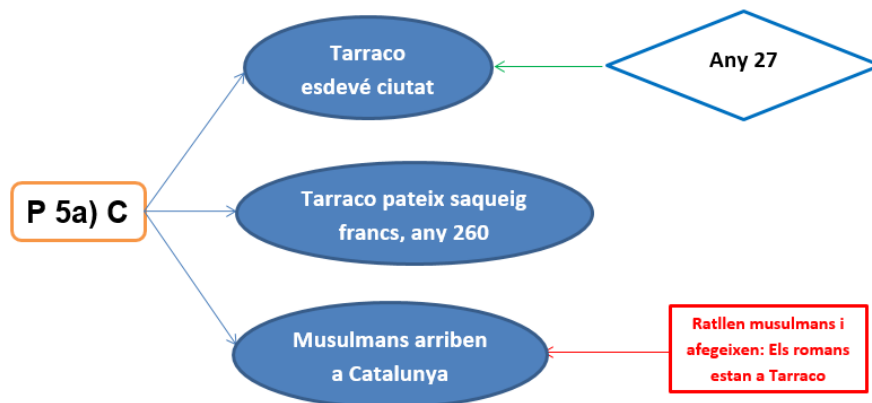 Tarraco
esdevé ciutat
Any 27
P 5a) C
Tarraco pateix saqueig
francs, any 260
Musulmans arriben
a Catalunya
Ratllen musulmans i
afegeixen: Els romans
estan a Tarraco